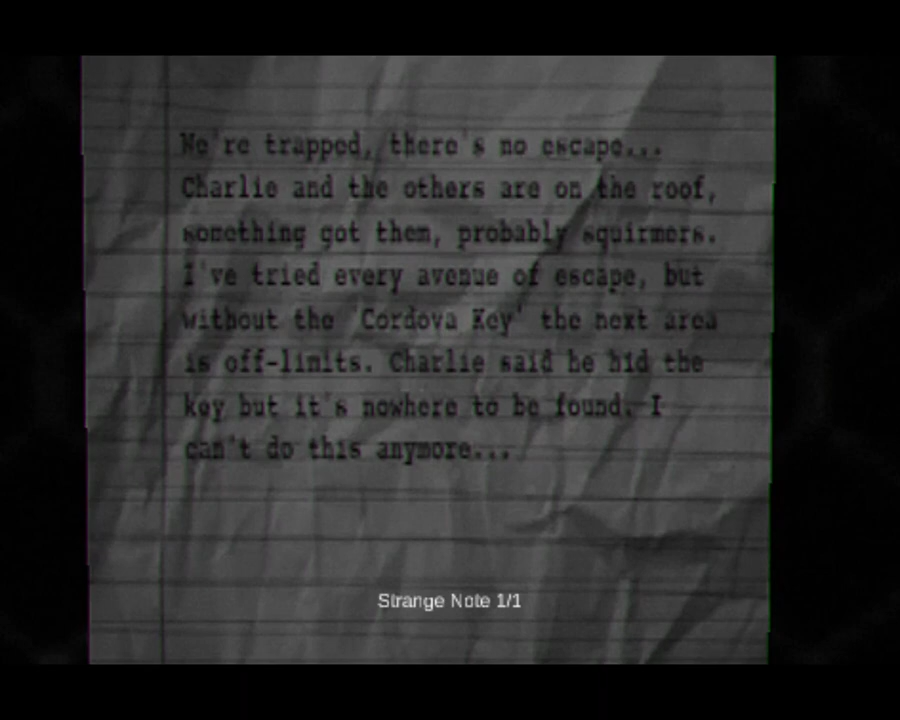 We're trapped, there's no escape...
Charlie and the others are on the roof,
something got them, probably squirmers.
I've tried every avenue of escape, but
without the 'Cordova Key' the next area
is off-limits. Charlie said he hid the
key but it's nowhere to be found. I
can't do this anymore...
Strange Note 1/1